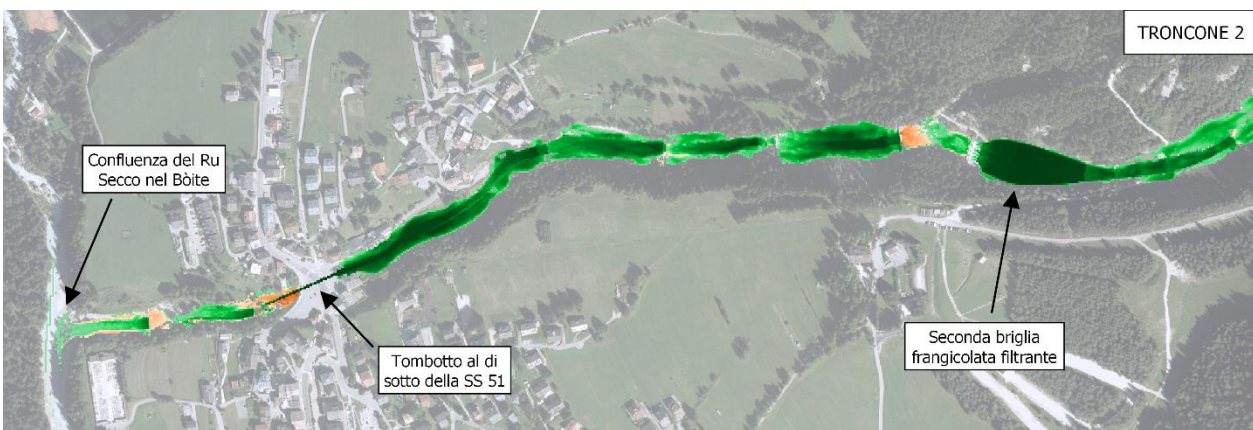 TRONCONE 2
Confluenza del Ru
Secco nel Bòite
Tombotto al di
sotto della SS 51
Seconda briglia
frangicolata filtrante